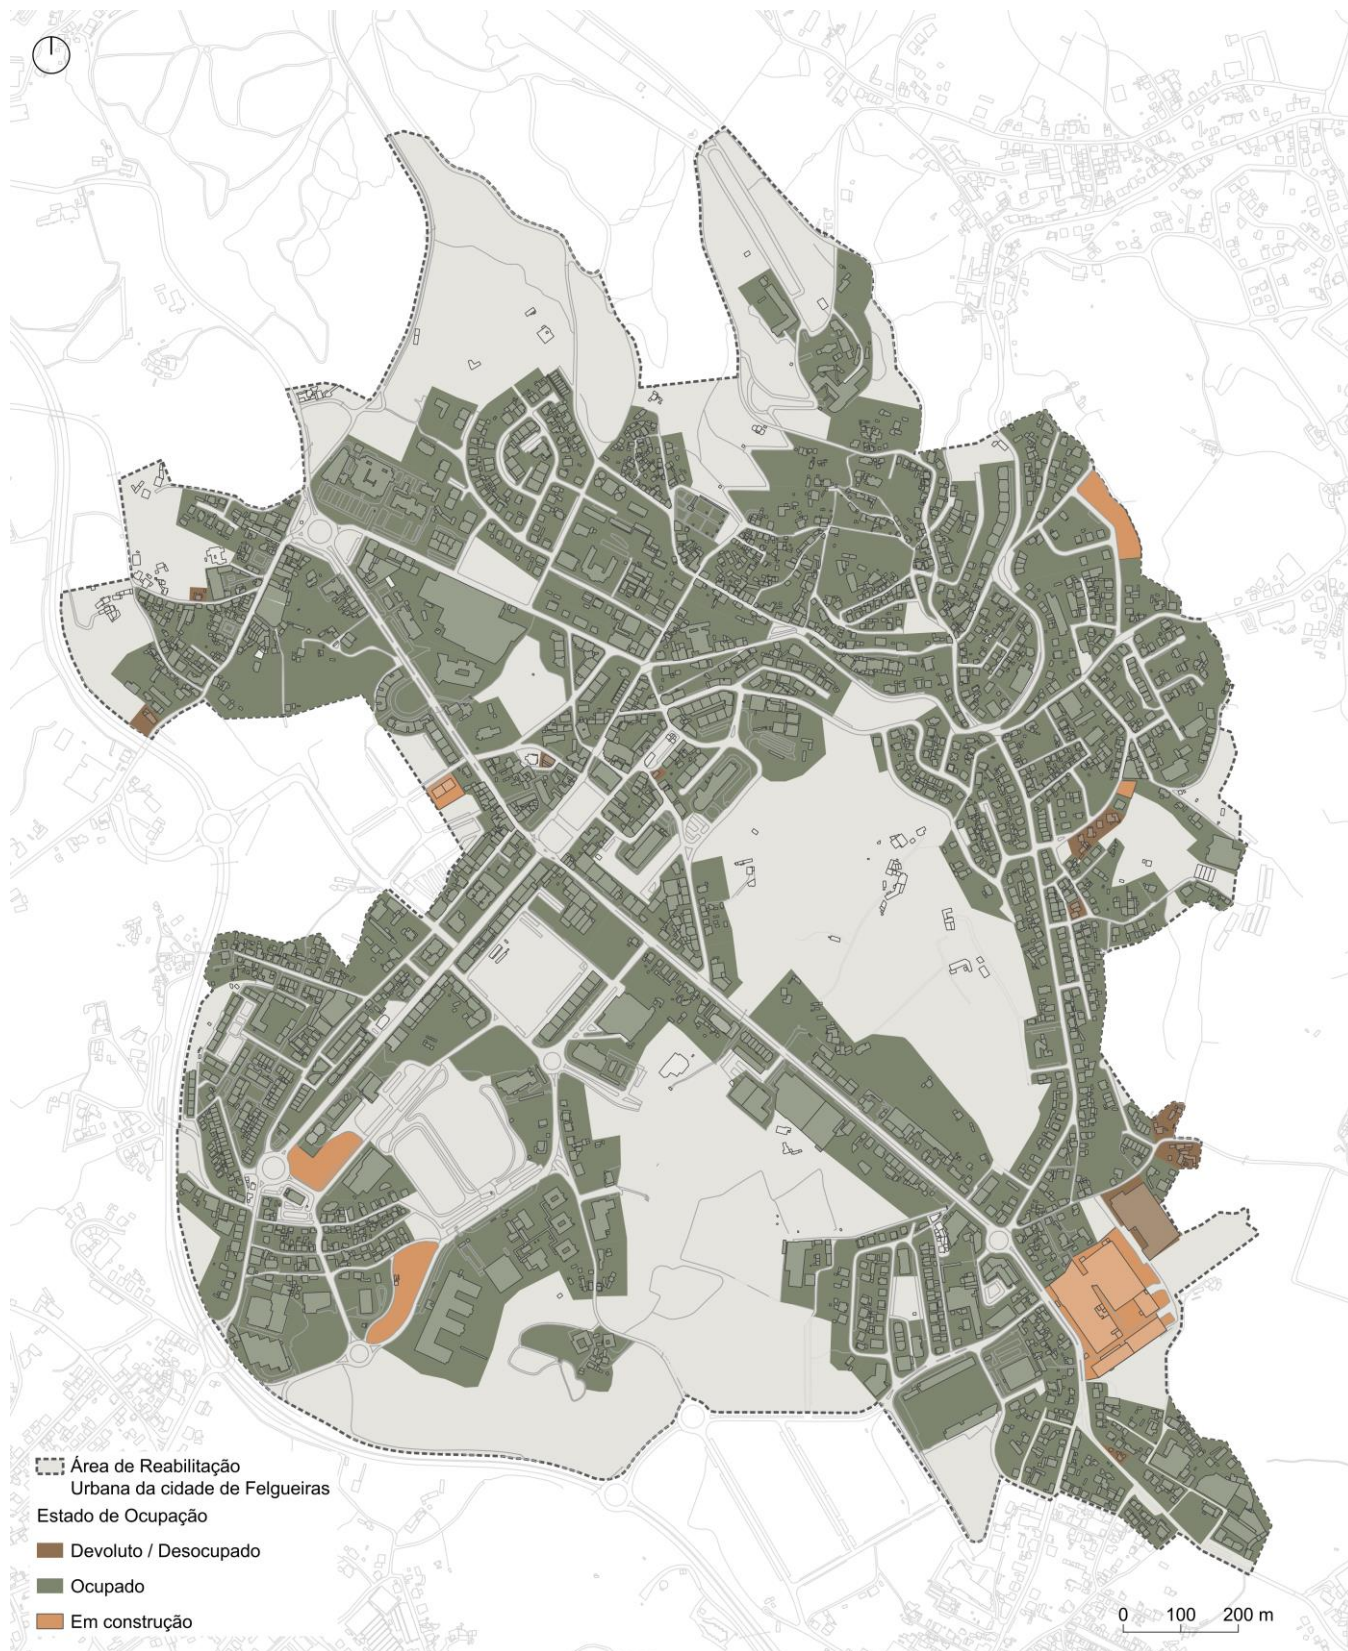 Área de Reabilitação
Urbana da cidade de Felgueiras
Estado de Ocupação
Devoluto / Desocupado
Ocupado
Em construção
0 100 200 m